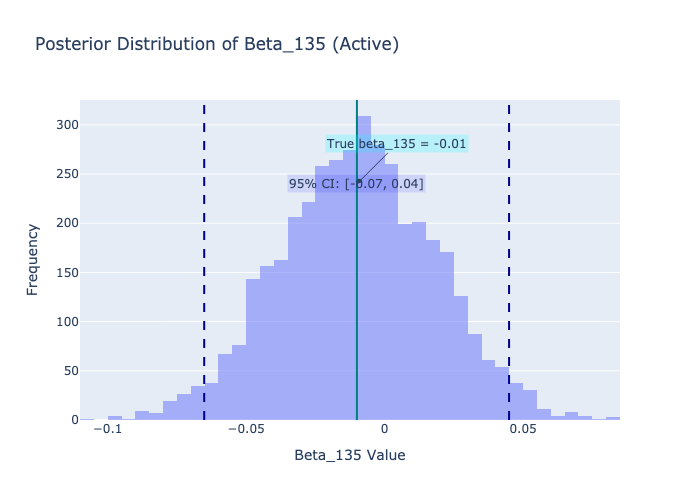 Posterior Distribution of Beta_135 (Active)
300
True beta_135 = -0.01
250
95% CI: [-0.07, 0.04]
200
150
100
50
0
Frequency
−0.1
−0.05
0
0.05
Beta_135 Value